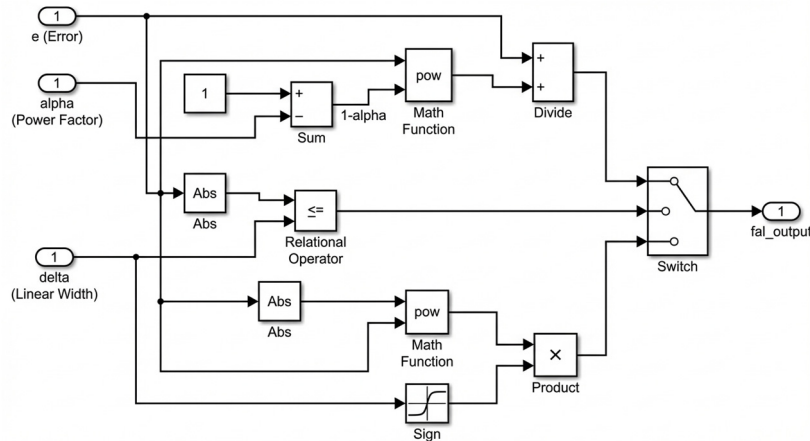 1
e (Error)
1
alpha
(Power Factor)
1
+
−
Sum
1-alpha
pow
Math
Function
+
+
Divide
Abs
Abs
<=
Relational
Operator
1
delta
(Linear Width)
Abs
Abs
pow
Math
Function
×
Product
Sign
Switch
1
fal_output